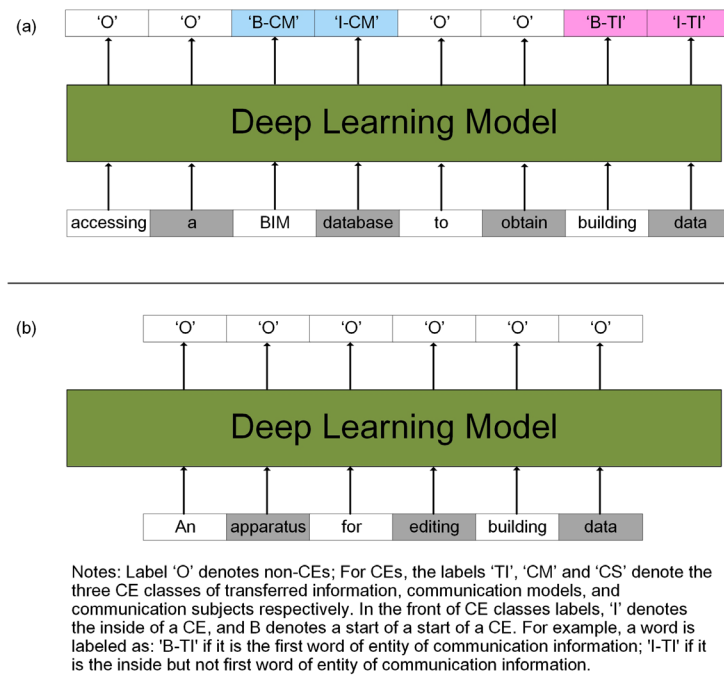 (a)
‘O’ ‘O’ ‘B-CM’ ‘I-CM’ ‘O’ ‘O’ ‘B-TI’ ‘I-TI’
Deep Learning Model
accessing a BIM database to obtain building data
(b)
‘O’ ‘O’ ‘O’ ‘O’ ‘O’ ‘O’
Deep Learning Model
An apparatus for editing building data
Notes: Label ‘O’ denotes non-CEs; For CEs, the labels ‘TI’, ‘CM’ and ‘CS’ denote the
three CE classes of transferred information, communication models, and
communication subjects respectively. In the front of CE classes labels, ‘I’ denotes
the inside of a CE, and B denotes a start of a start of a CE. For example, a word is
labeled as: 'B-TI' if it is the first word of entity of communication information; 'I-TI' if it
is the inside but not first word of entity of communication information.